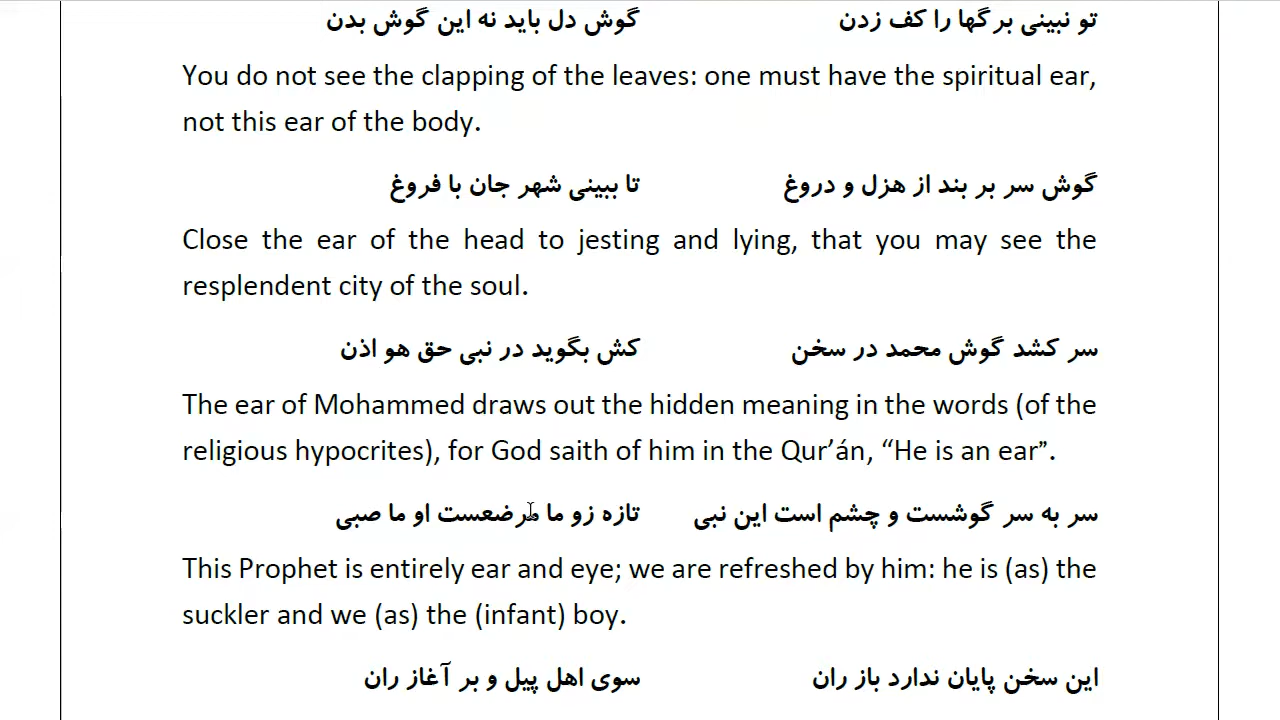 تو نبینی برگها را کف زدن گوش دل باید نه این گوش بدن
You do not see the clapping of the leaves: one must have the spiritual ear,
not this ear of the body.
گوش سر بر بند از هزل و دروغ تا ببینی شهر جان با فروغ
Close the ear of the head to jesting and lying, that you may see the
resplendent city of the soul.
سر کشد گوش محمد در سخن کش بگوید در نبی حق هو اذن
The ear of Mohammed draws out the hidden meaning in the words (of the
religious hypocrites), for God saith of him in the Qur’án, “He is an ear”.
سر به سر گوشست و چشم است این نبی تازه زو ما مرضعست او ما صبی
This Prophet is entirely ear and eye; we are refreshed by him: he is (as) the
suckler and we (as) the (infant) boy.
این سخن پایان ندارد باز ران سوی اهل پیل و بر آغاز ران